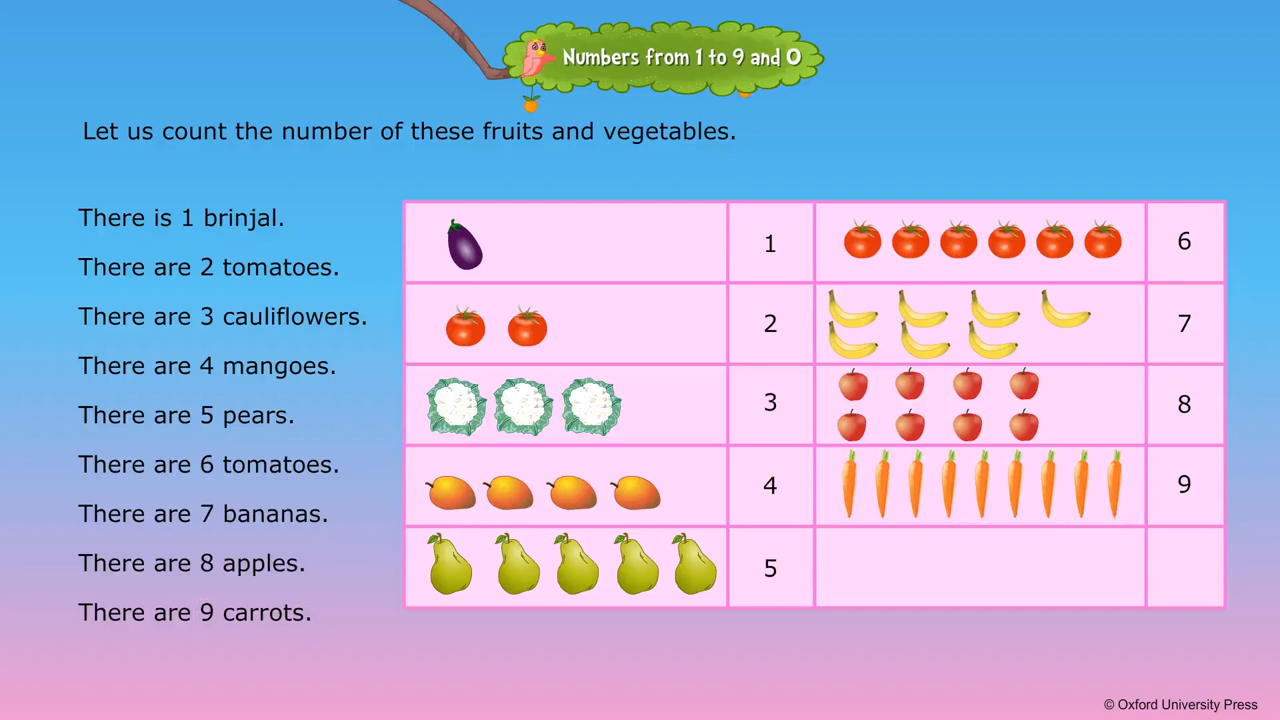 Numbers from 1 to 9 and 0
Let us count the number of these fruits and vegetables.
There is 1 brinjal.
There are 2 tomatoes.
There are 3 cauliflowers.
There are 4 mangoes.
There are 5 pears.
There are 6 tomatoes.
There are 7 bananas.
There are 8 apples.
There are 9 carrots.
1 6
2 7
3 8
4 9
5
© Oxford University Press